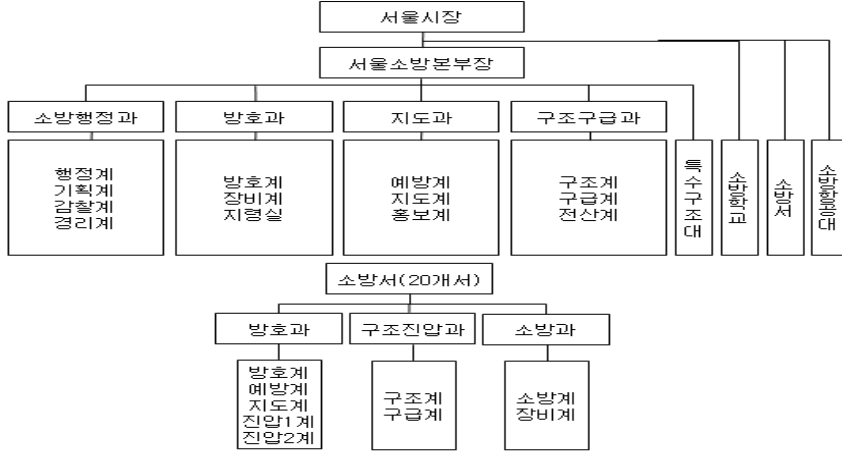 서울시장
서울소방본부장
소방행정과
방호과
지도과
구조구급과
행정계
기획계
감찰계
경리계
방호계
장비계
지령실
예방계
지도계
홍보계
구조계
구급계
전산계
특수구조대
소방학교
소방서
소방항공대
소방서(20개서)
방호과
구조진압과
소방과
방호계
예방계
지도계
진압1계
진압2계
구조계
구급계
소방계
장비계